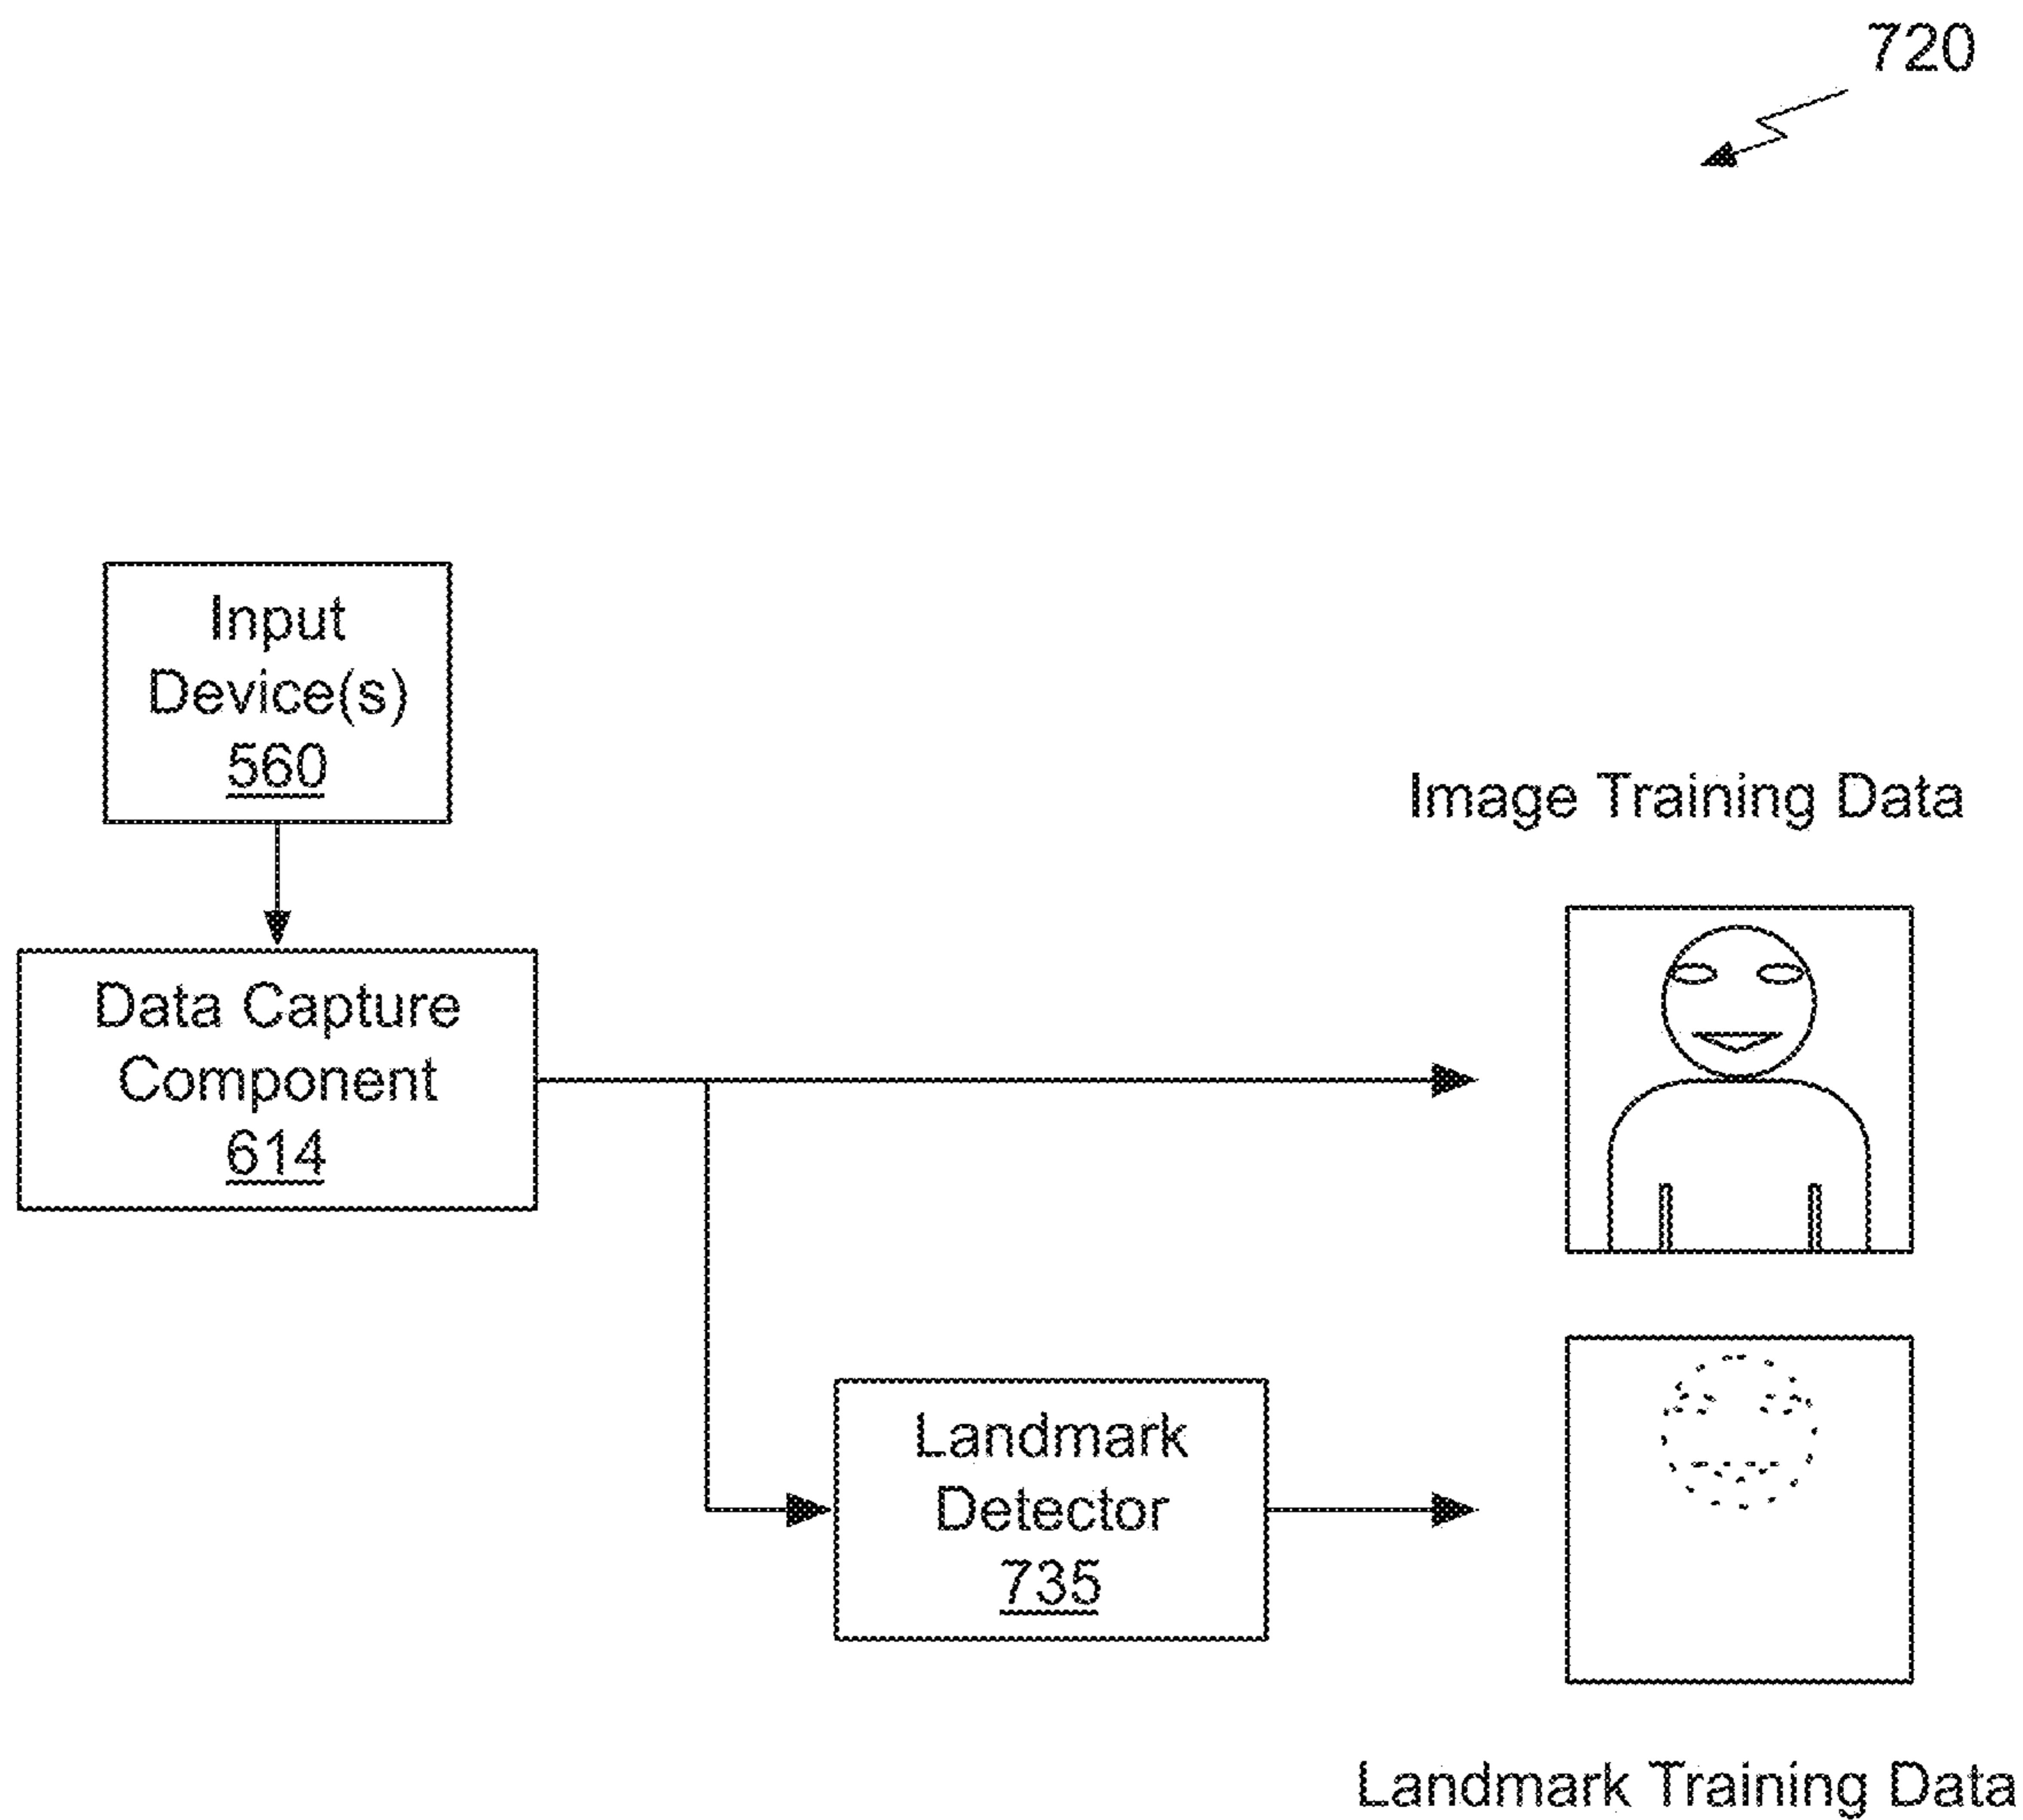 720
Input
Device(s)
560
Image Training Data
Data Capture
Component
614
Landmark
Detector
735
Landmark Training Data